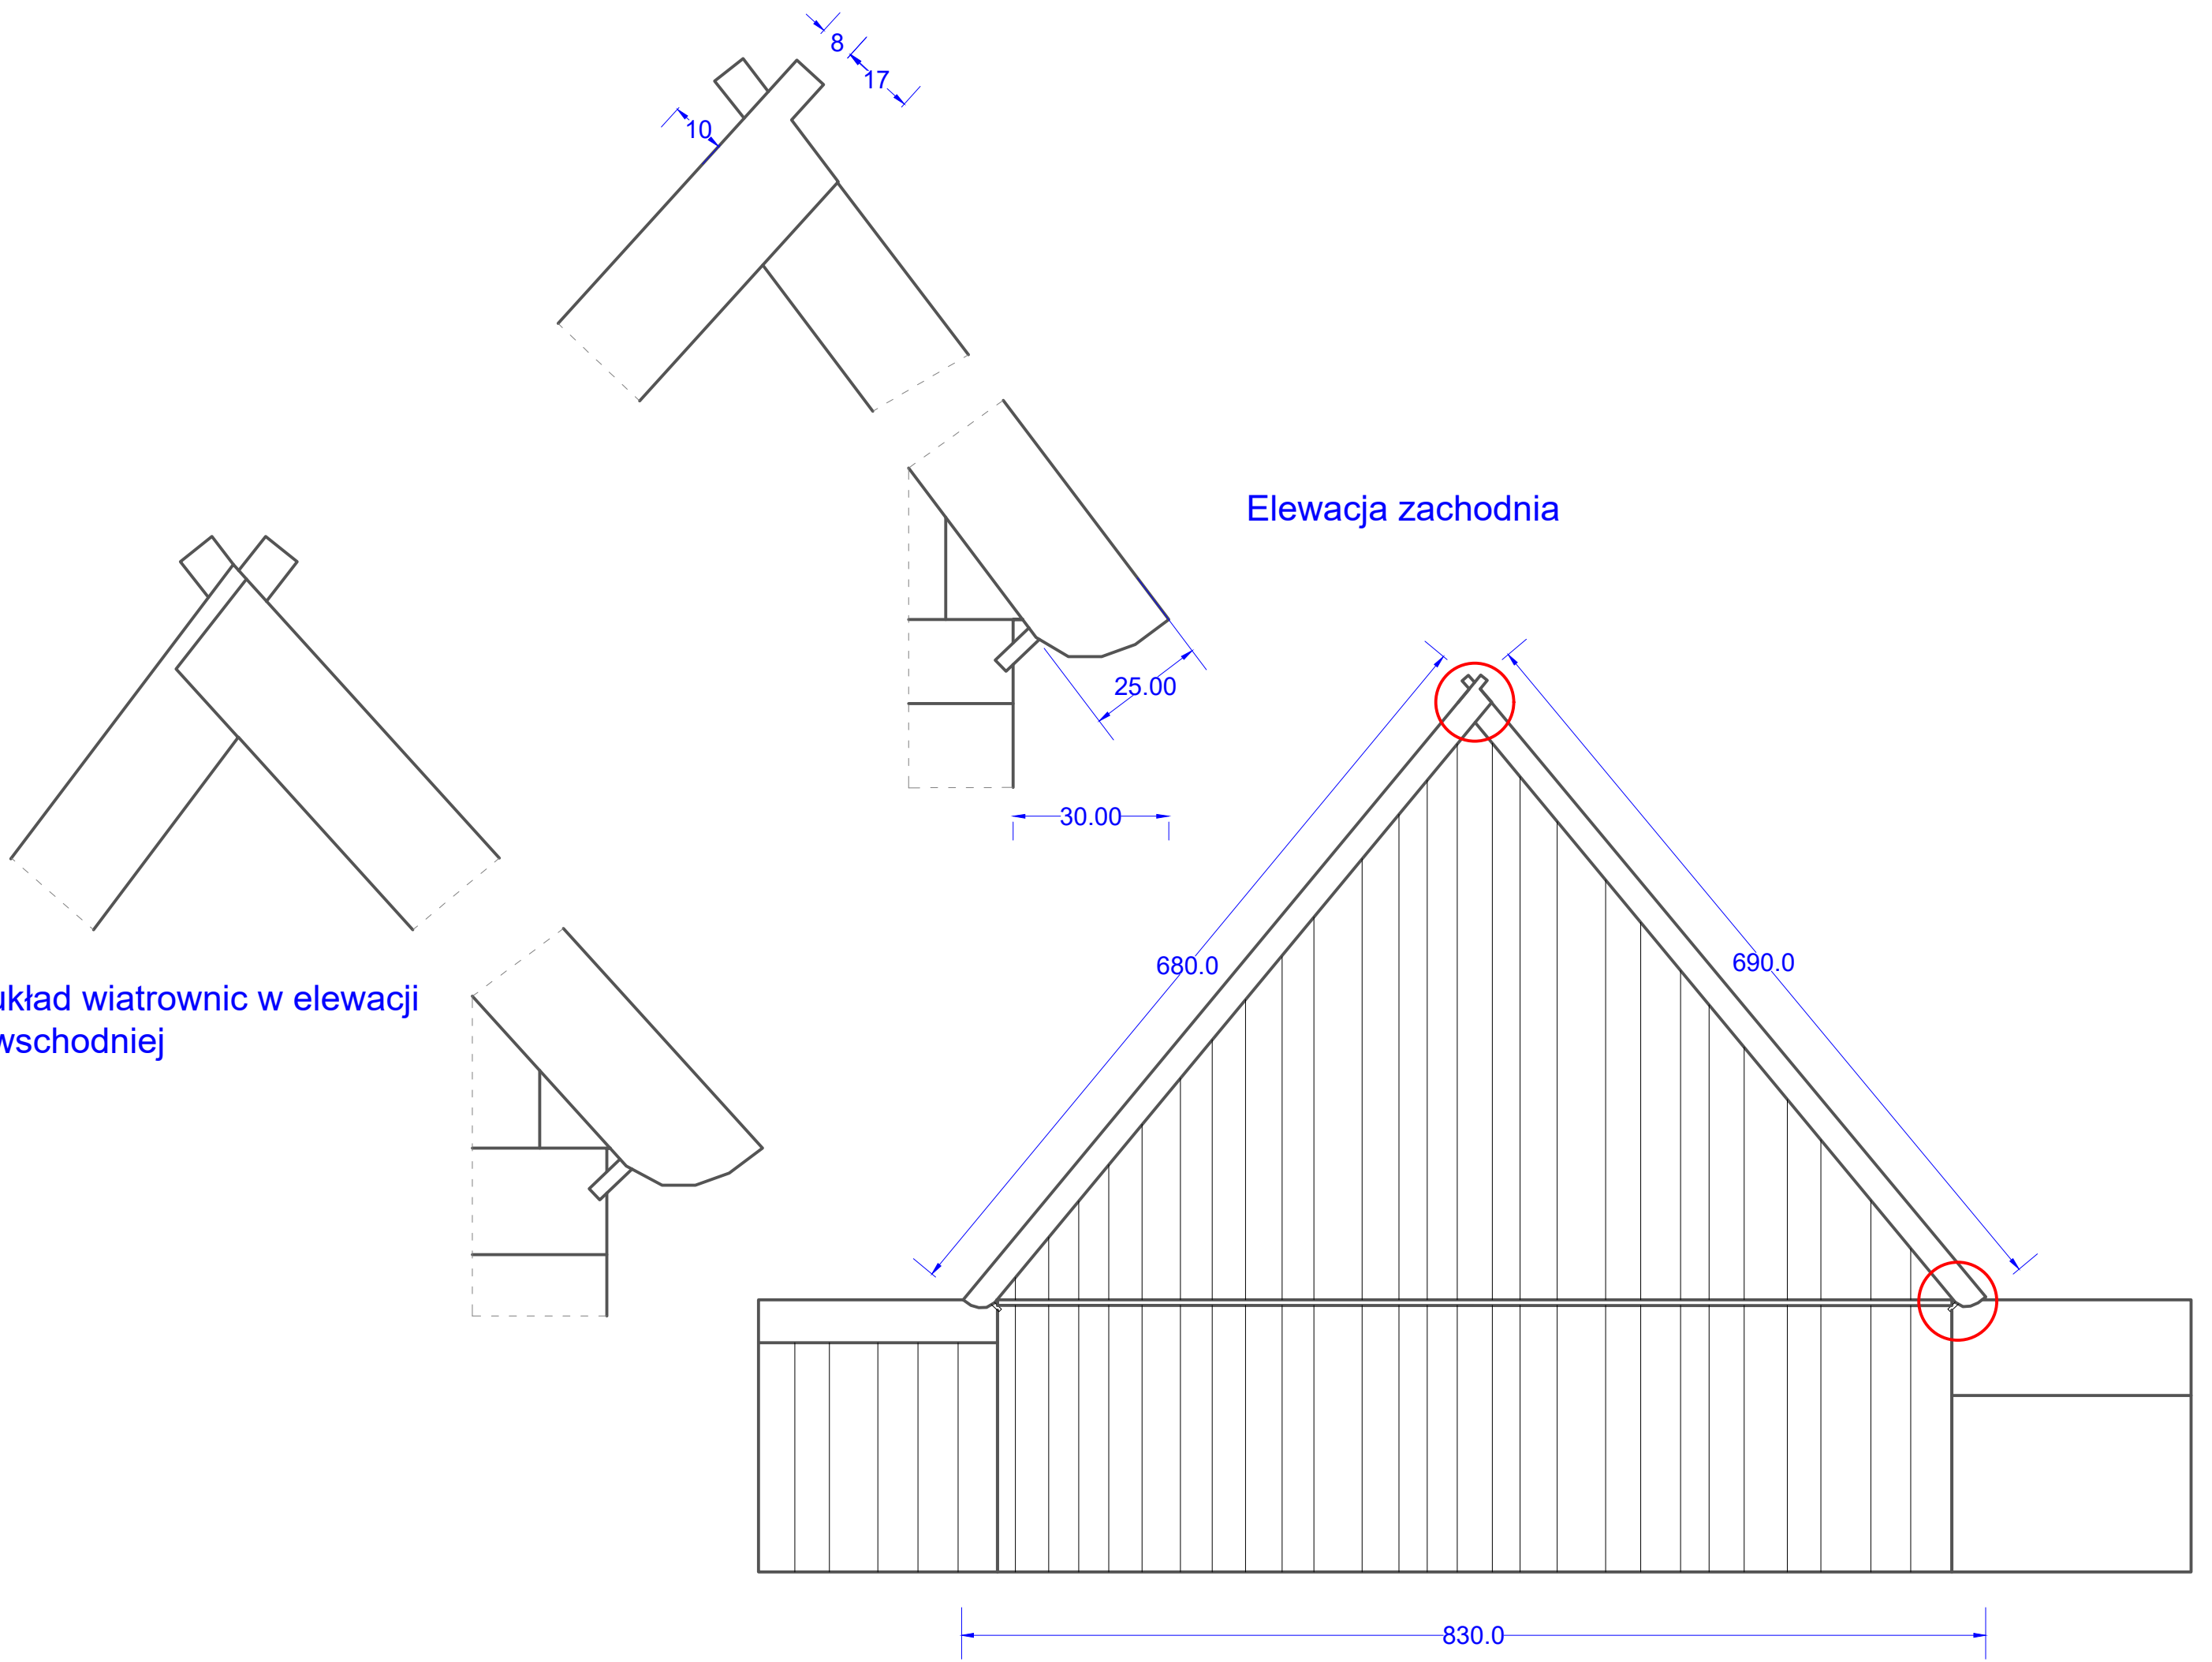 8
17
10
Elewacja zachodnia
25.00
30.00
680.0
690.0
układ wiatrownic w elewacji
wschodniej
830.0